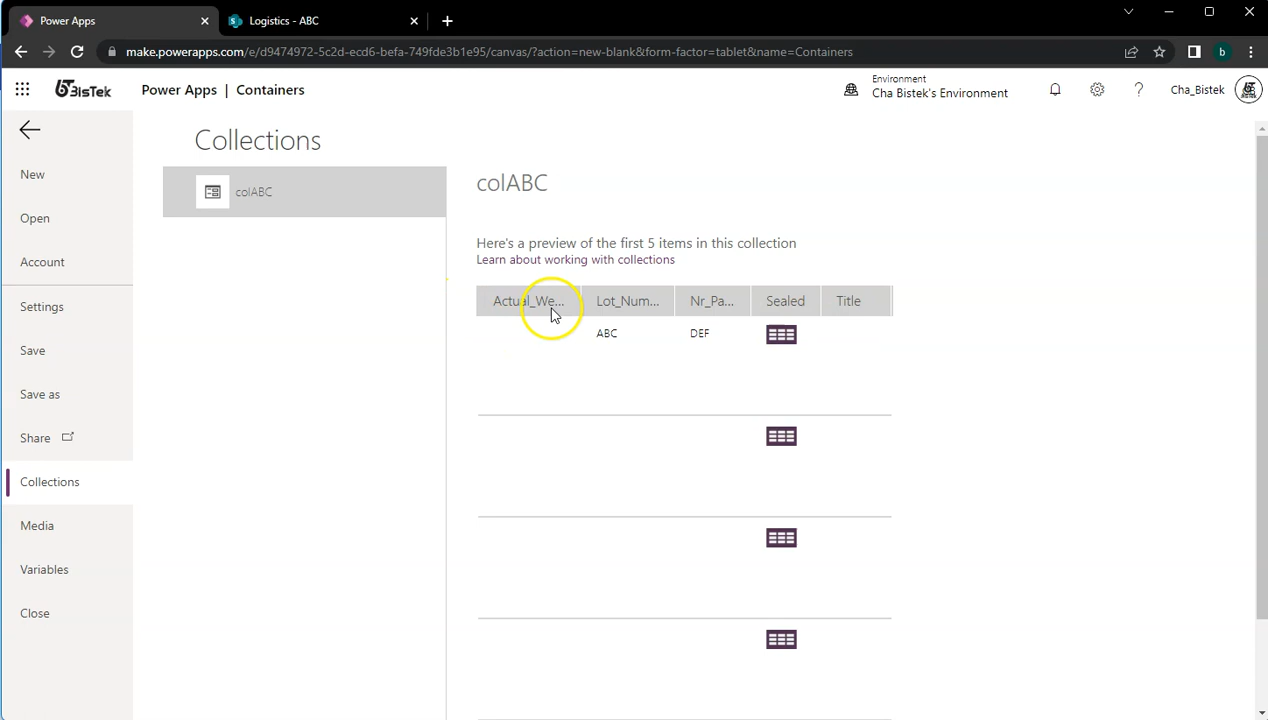 Power Apps
Logistics - ABC
make.powerapps.com/e/d9474972-5c2d-ecd6-befa-749fde3b1e95/canvas/?action=new-blank&form-factor=tablet&name=Containers
b
BisTek
Power Apps | Containers
Environment
Cha Bistek's Environment
?
Cha_Bistek
New
Open
Account
Settings
Save
Save as
Share
Collections
Media
Variables
Close
Collections
colABC
colABC
Here's a preview of the first 5 items in this collection
Learn about working with collections
Actual_We... Lot_Num... Nr_Pa... Sealed Title
ABC DEF